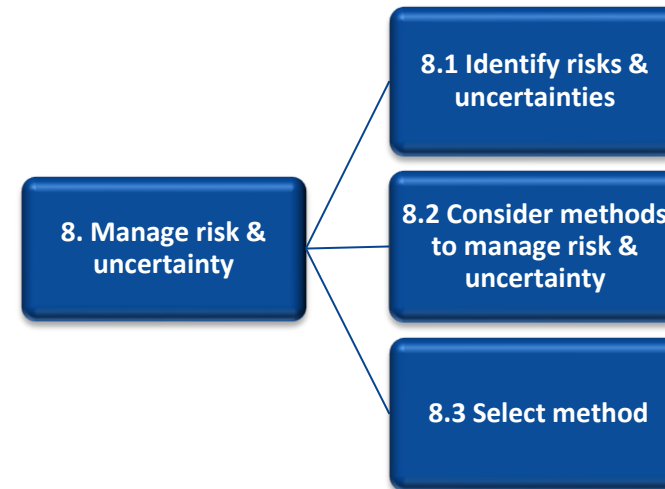 8. Manage risk &
uncertainty
8.1 Identify risks &
uncertainties
8.2 Consider methods
to manage risk &
uncertainty
8.3 Select method